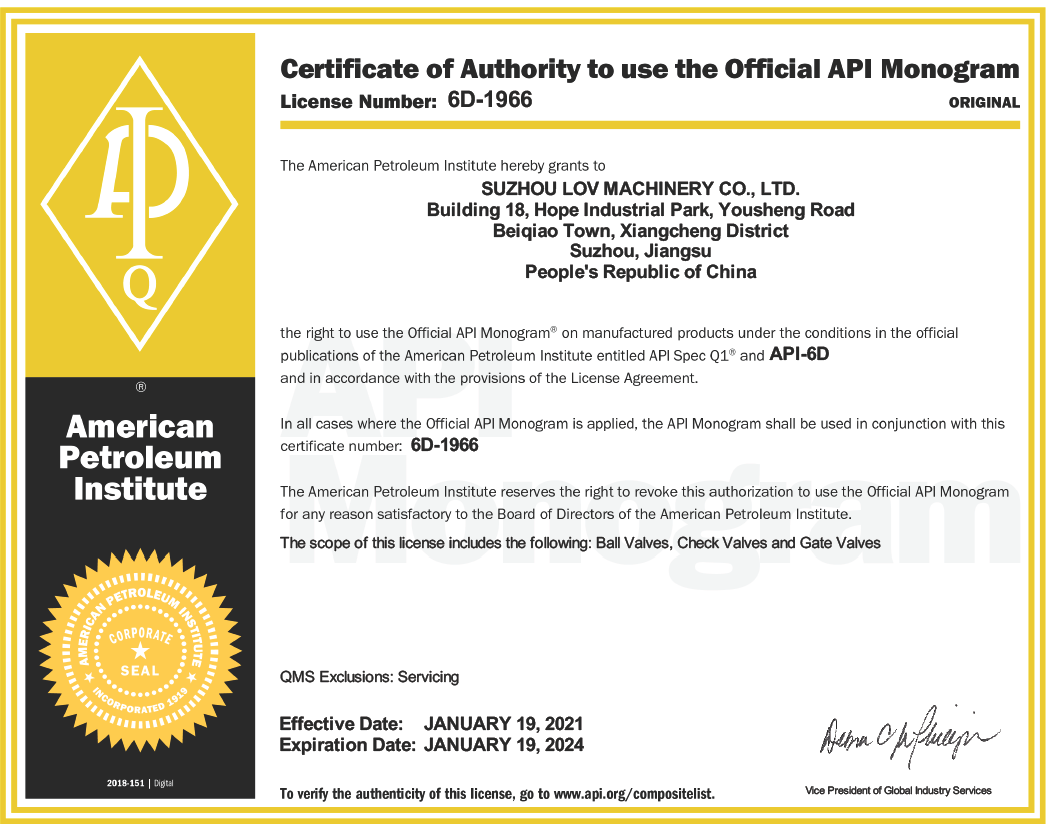 Certificate of Authority to use the Official API Monogram
License Number: 6D-1966
ORIGINAL
The American Petroleum Institute hereby grants to
SUZHOU LOV MACHINERY CO., LTD.
Building 18, Hope Industrial Park, Yousheng Road
Beiqiao Town, Xiangcheng District
Suzhou, Jiangsu
People's Republic of China
the right to use the Official API Monogram® on manufactured products under the conditions in the official
publications of the American Petroleum Institute entitled API Spec Q1® and API-6D
and in accordance with the provisions of the License Agreement.
In all cases where the Official API Monogram is applied, the API Monogram shall be used in conjunction with this
certificate number: 6D-1966
The American Petroleum Institute reserves the right to revoke this authorization to use the Official API Monogram
for any reason satisfactory to the Board of Directors of the American Petroleum Institute.
The scope of this license includes the following: Ball Valves, Check Valves and Gate Valves
QMS Exclusions: Servicing
Effective Date: JANUARY 19, 2021
Expiration Date: JANUARY 19, 2024
To verify the authenticity of this license, go to www.api.org/compositelist.
Vice President of Global Industry Services
API
Q
®
American
Petroleum
Institute
AMERICAN PETROLEUM INSTITUTE
CORPORATE
SEAL
INCORPORATED 1919
2018-151 | Digital
API
Monogram